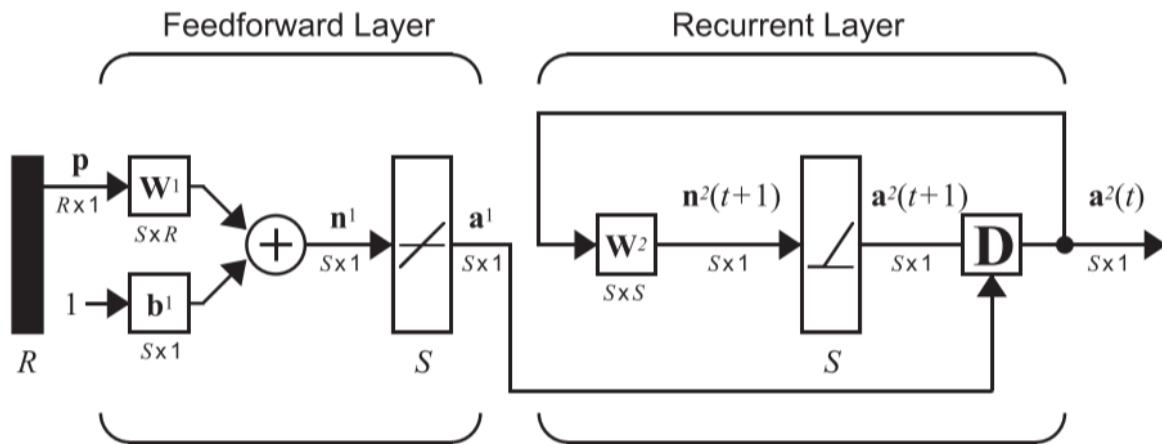 Feedforward Layer
Recurrent Layer
p
R x 1
W¹
S x R
1
b¹
S x 1
n¹
S x 1
a¹
S x 1
R
S
W²
S x S
n²(t+1)
S x 1
a²(t+1)
S x 1
D
a²(t)
S x 1
S